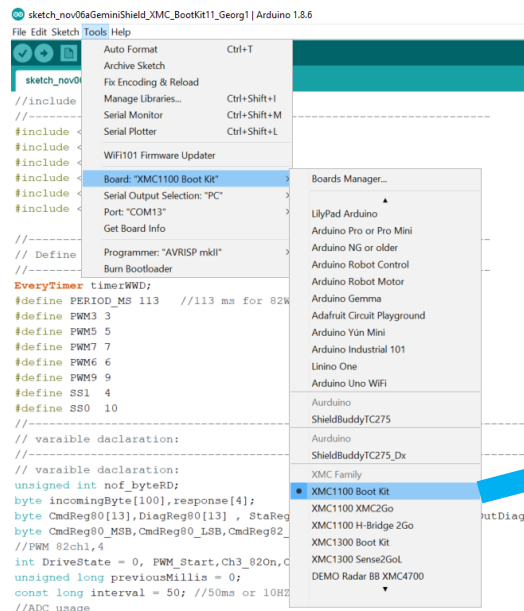 sketch_nov06aGeminiShield_XMC_BootKit11_Georg1 | Arduino 1.8.6
File Edit Sketch Tools Help
sketch_nov06
Auto Format Ctrl+T
Archive Sketch
Fix Encoding & Reload
Manage Libraries... Ctrl+Shift+I
Serial Monitor Ctrl+Shift+M
Serial Plotter Ctrl+Shift+L
WiFi101 Firmware Updater
Board: "XMC1100 Boot Kit"
Serial Output Selection: "PC"
Port: "COM13"
Get Board Info
Programmer: "AVRISP mkII"
Burn Bootloader
Boards Manager...
LilyPad Arduino
Arduino Pro or Pro Mini
Arduino NG or older
Arduino Robot Control
Arduino Robot Motor
Arduino Gemma
Adafruit Circuit Playground
Arduino Yún Mini
Arduino Industrial 101
Linino One
Arduino Uno WiFi
Aurduino
ShieldBuddyTC275
Aurduino
ShieldBuddyTC275_Dx
XMC Family
XMC1100 Boot Kit
XMC1100 XMC2Go
XMC1100 H-Bridge 2Go
XMC1300 Boot Kit
XMC1300 Sense2GoL
DEMO Radar BB XMC4700
//include
//------
#include <
#include <
#include <
#include <
#include <
#include <
//------
// Define
//------
EveryTimer timerWWD;
#define PERIOD_MS 113 //113 ms for 82W
#define PWM3 3
#define PWM5 5
#define PWM7 7
#define PWM6 6
#define PWM9 9
#define SS1 4
#define SS0 10
//------
// varaible daclaration:
//------
// varaible daclaration:
unsigned int nof_byteRD;
byte incomingByte[100],response[4];
byte CmdReg80[13],DiagReg80[13] , StaReg OutDiag
byte CmdReg80_MSB,CmdReg80_LSB,CmdReg82_
//PWM 82ch1,4
int DriveState = 0, PWM_Start,Ch3_82On,C
unsigned long previousMillis = 0;
const long interval = 50; //50ms or 10HZ
//ADC usage